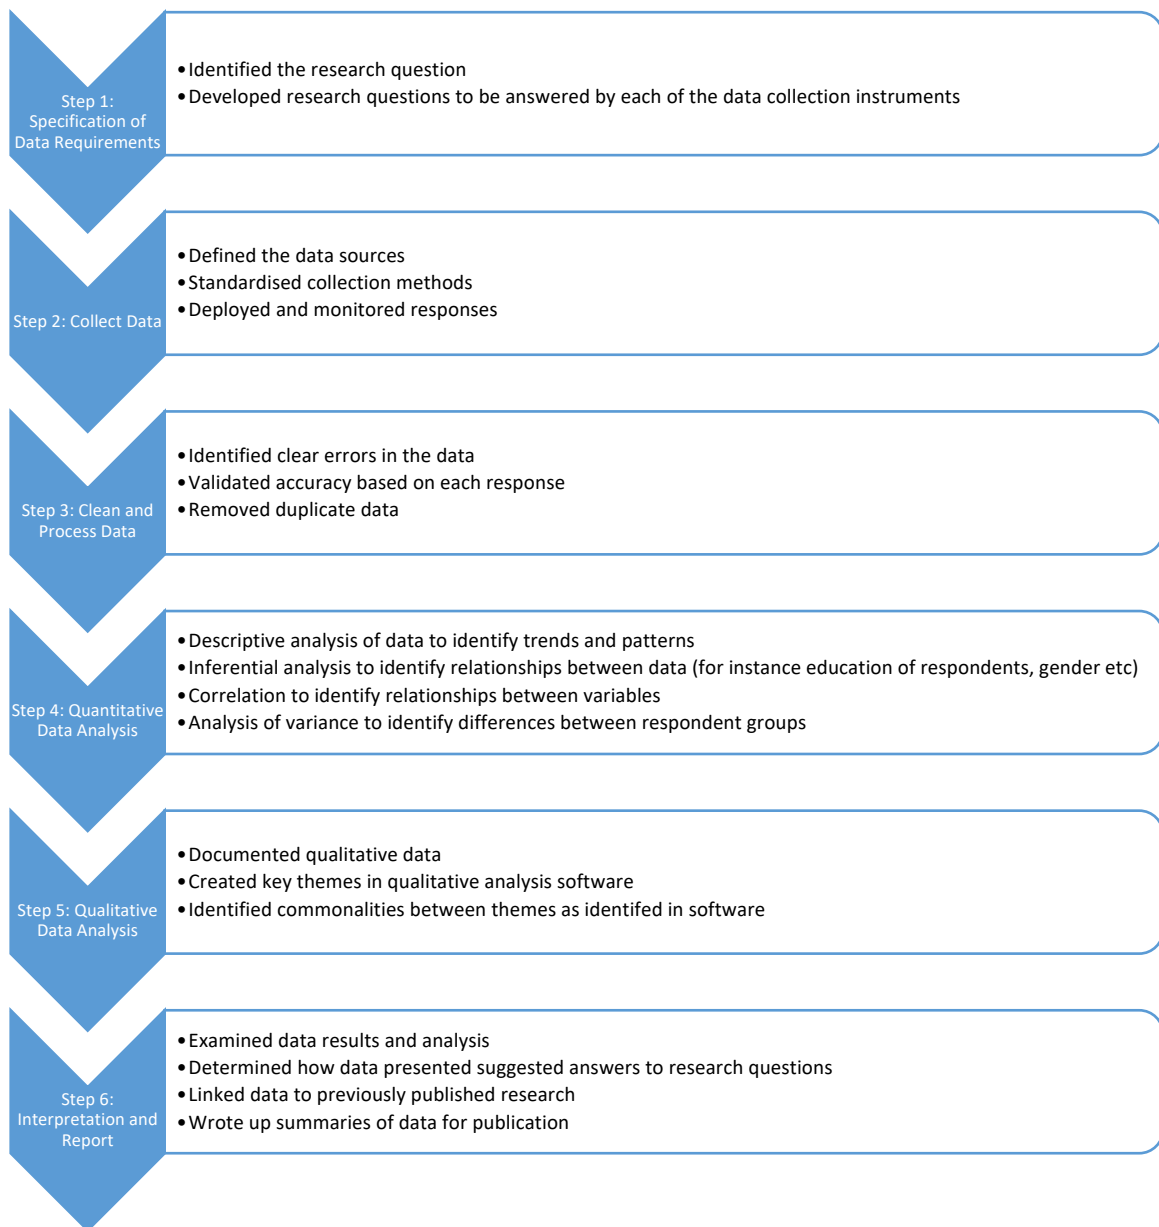 Step 1:
Specification of
Data Requirements
•Identified the research question
•Developed research questions to be answered by each of the data collection instruments
Step 2: Collect Data
•Defined the data sources
•Standardised collection methods
•Deployed and monitored responses
Step 3: Clean and
Process Data
•Identified clear errors in the data
•Validated accuracy based on each response
•Removed duplicate data
Step 4: Quantitative
Data Analysis
•Descriptive analysis of data to identify trends and patterns
•Inferential analysis to identify relationships between data (for instance education of respondents, gender etc)
•Correlation to identify relationships between variables
•Analysis of variance to identify differences between respondent groups
Step 5: Qualitative
Data Analysis
•Documented qualitative data
•Created key themes in qualitative analysis software
•Identified commonalities between themes as identifed in software
Step 6:
Interpretation and
Report
•Examined data results and analysis
•Determined how data presented suggested answers to research questions
•Linked data to previously published research
•Wrote up summaries of data for publication